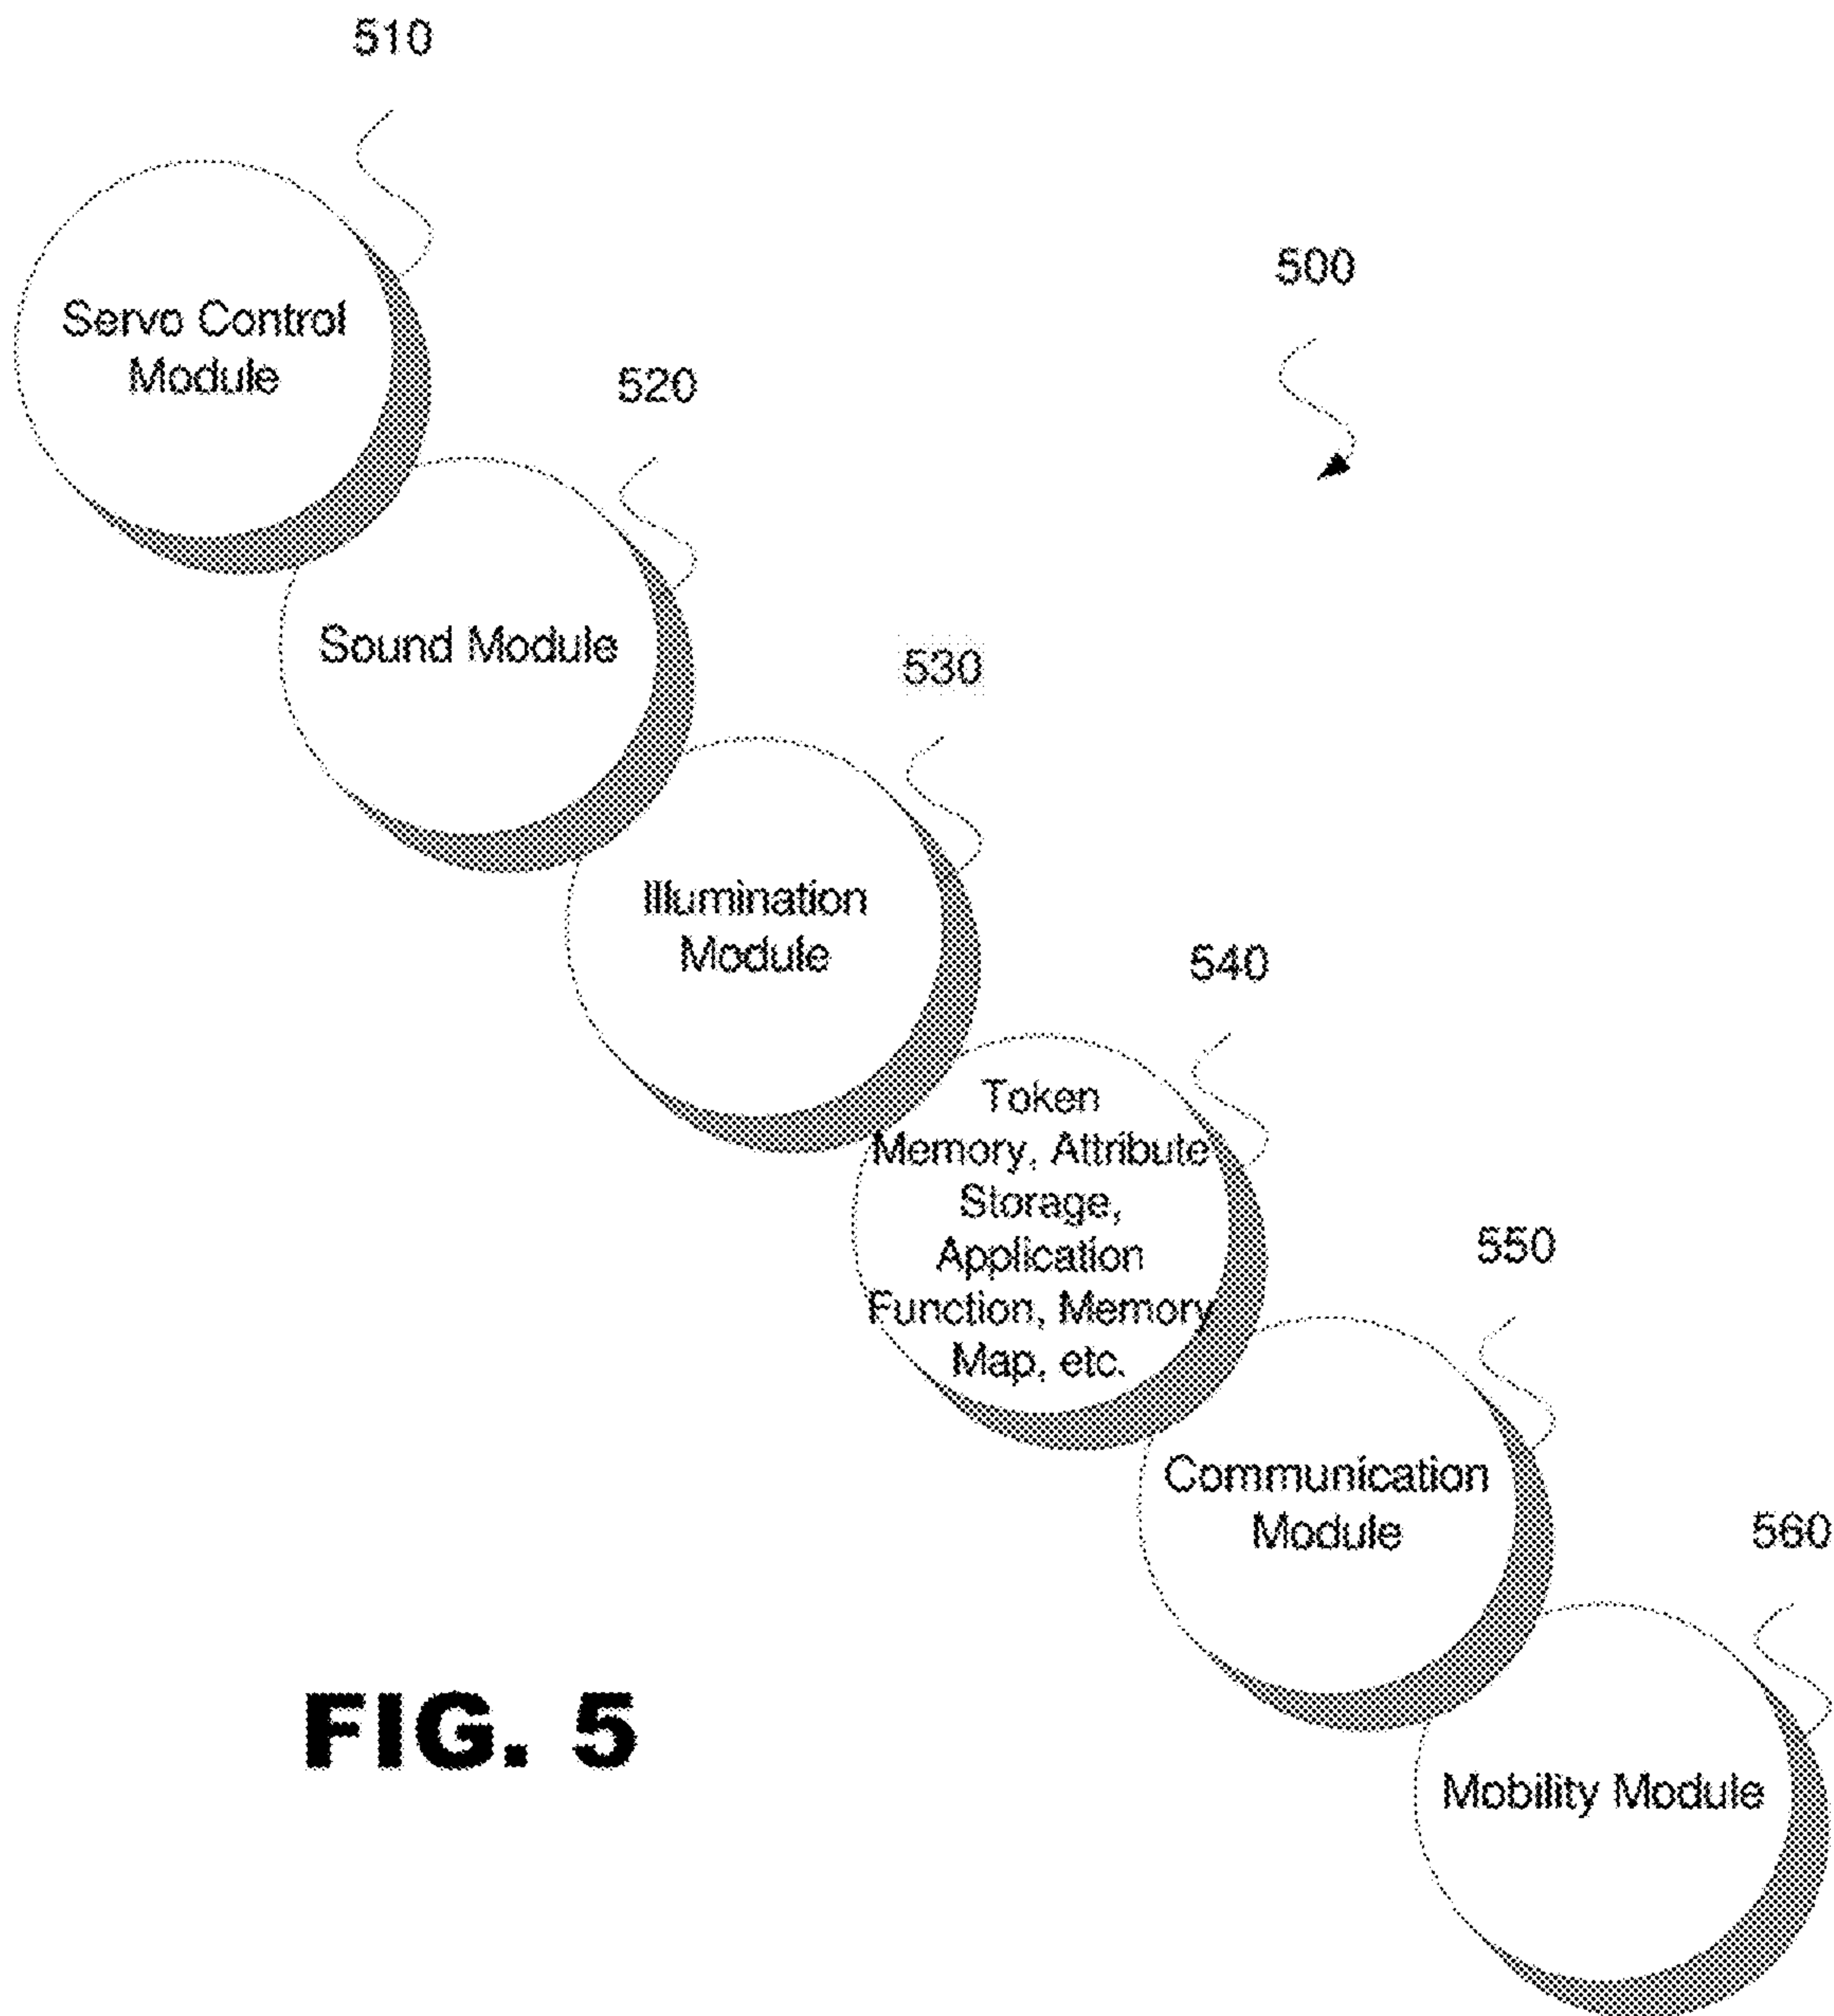 510
500
Servo Control
Module
520
Sound Module
530
Illumination
Module
540
Token
Memory, Attribute
Storage,
Application
Function, Memory
Map, etc.
550
Communication
Module
560
Mobility Module
FIG. 5